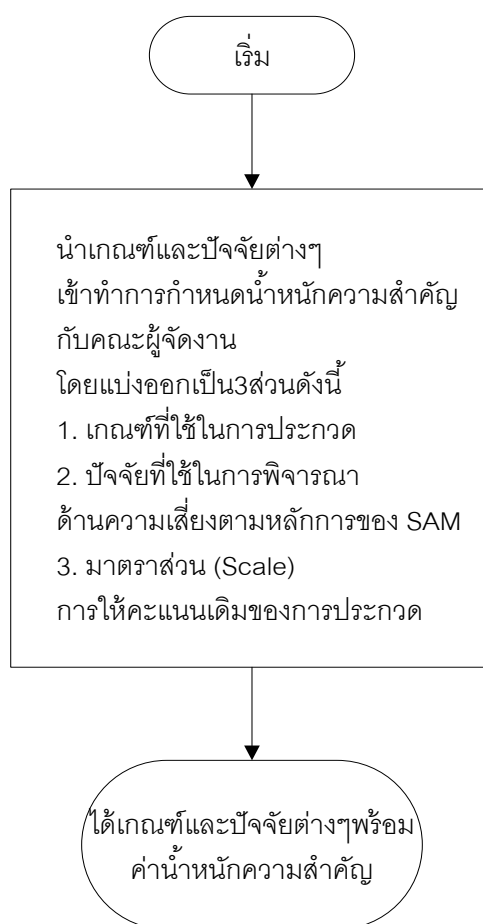 เริ่ม
นำเกณฑ์และปัจจัยต่างๆ
เข้าทำการกำหนดน้ำหนักความสำคัญ
กับคณะผู้จัดงาน
โดยแบ่งออกเป็น3ส่วนดังนี้
1. เกณฑ์ที่ใช้ในการประกวด
2. ปัจจัยที่ใช้ในการพิจารณา
ด้านความเสี่ยงตามหลักการของ SAM
3. มาตราส่วน (Scale)
การให้คะแนนเดิมของการประกวด
ได้เกณฑ์และปัจจัยต่างๆพร้อม
ค่าน้ำหนักความสำคัญ